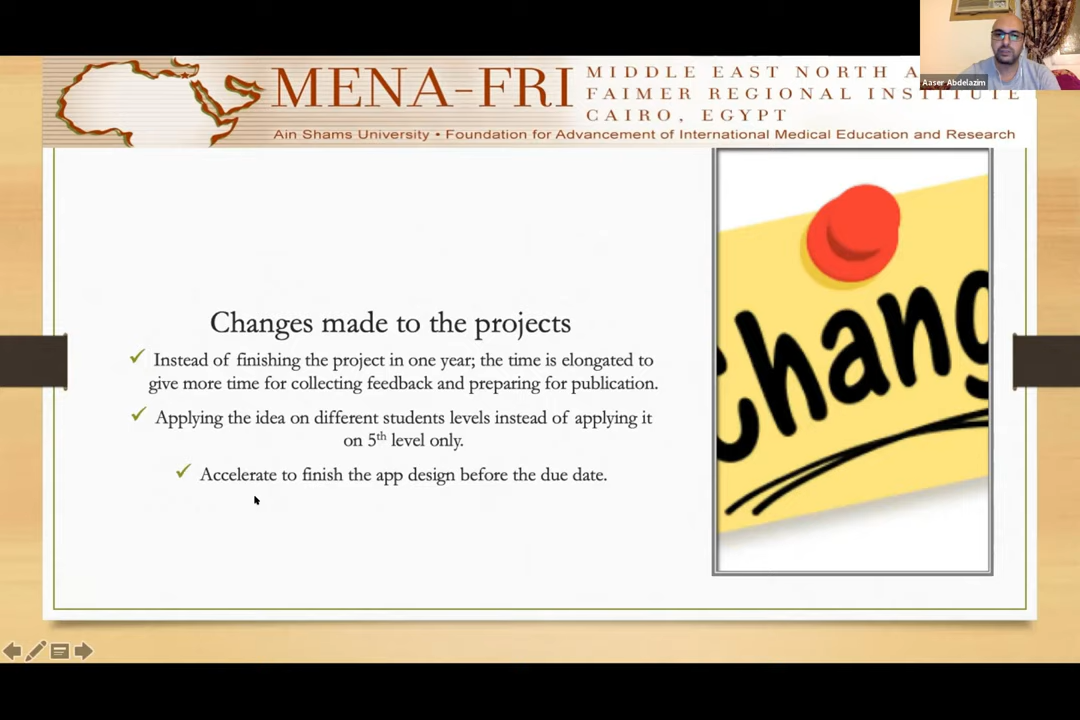 MENA-FRI
MIDDLE EAST NORTH A
FAIMER REGIONAL INSTITUTE
CAIRO, EGYPT
Ain Shams University • Foundation for Advancement of International Medical Education and Research
Aaser Abdelazim
Changes made to the projects
✓ Instead of finishing the project in one year; the time is elongated to
give more time for collecting feedback and preparing for publication.
✓ Applying the idea on different students levels instead of applying it
on 5th level only.
✓ Accelerate to finish the app design before the due date.
Chang